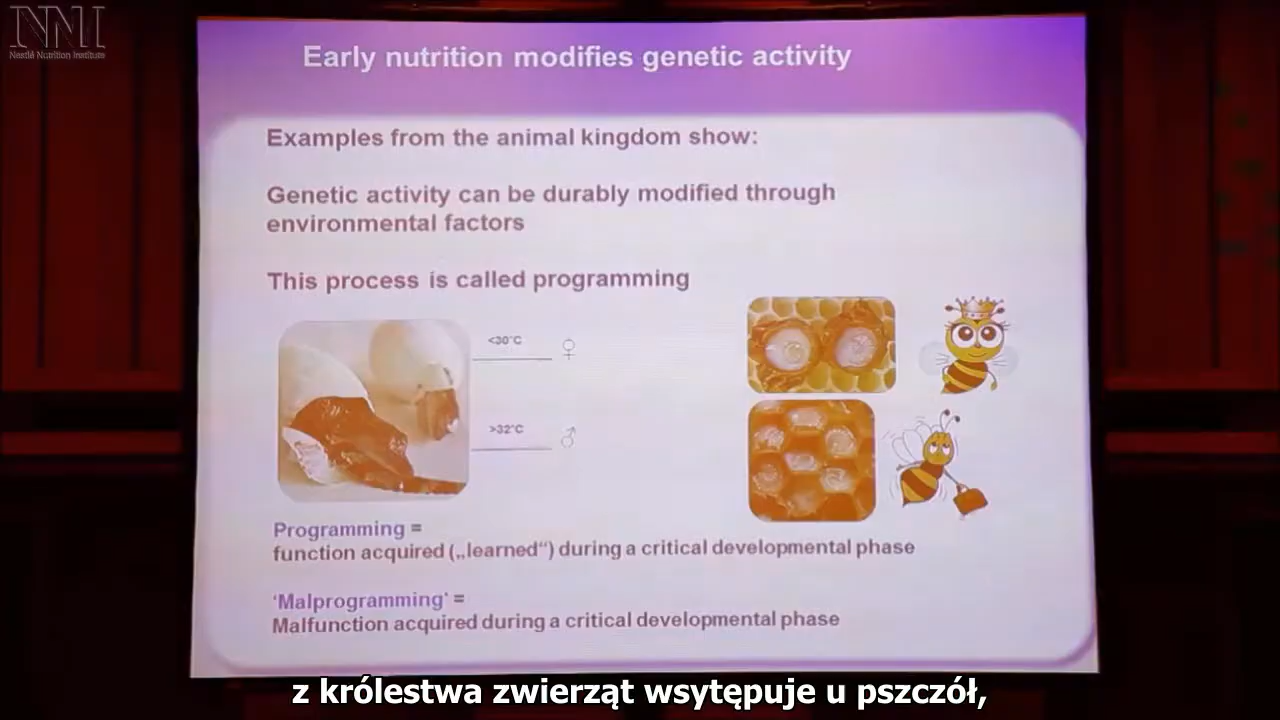 NNI
Nestlé Nutrition Institute
Early nutrition modifies genetic activity
Examples from the animal kingdom show:
Genetic activity can be durably modified through
environmental factors
This process is called programming
<30°C ♀
>32°C ♂
Programming =
function acquired („learned“) during a critical developmental phase
‘Malprogramming’ =
Malfunction acquired during a critical developmental phase
z królestwa zwierząt wsytępuje u pszczół,